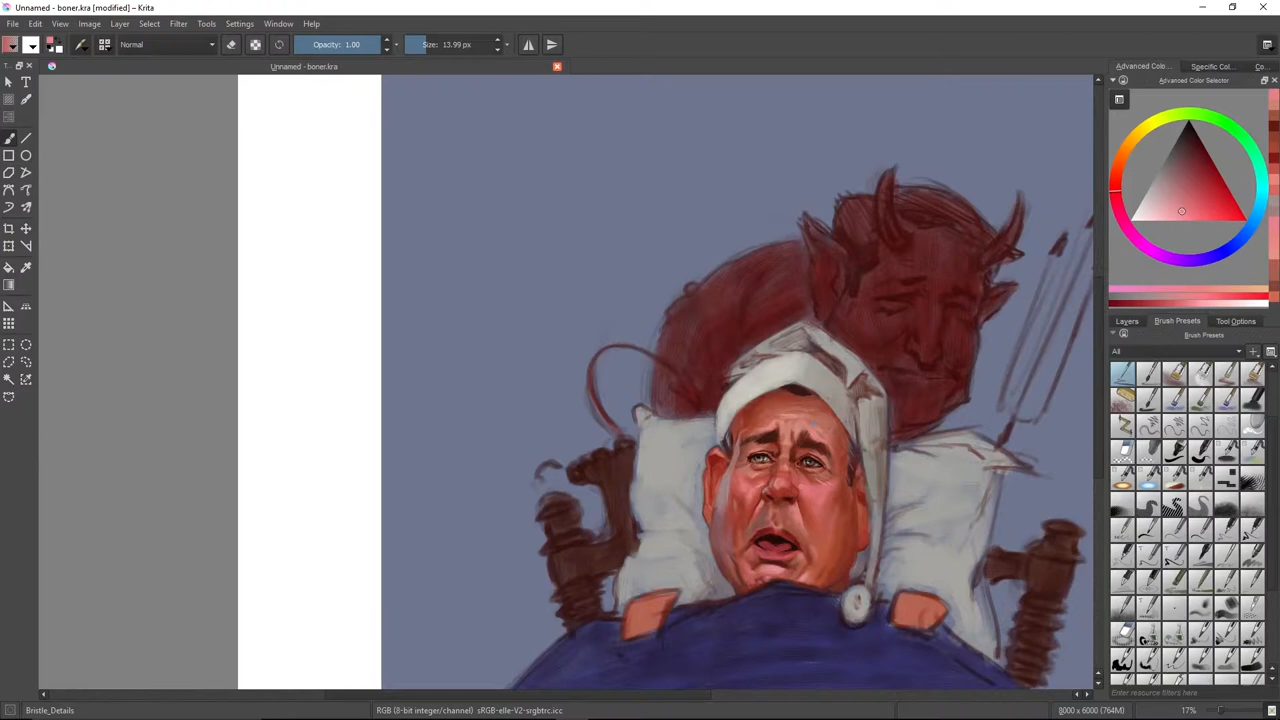 Unnamed - boner.kra [modified] - Krita
File Edit View Image Layer Select Filter Tools Settings Window Help
Normal Opacity: 1.00 Size: 13.99 px
T... Unnamed - boner.kra Advanced Colo... Specific Col... Co...
Advanced Color Selector
Layers Brush Presets Tool Options
Brush Presets
All
Enter resource filters here
Bristle_Details RGB (8-bit integer/channel) sRGB-elle-V2-srgbtrc.icc 8000 x 6000 (764M) 17%